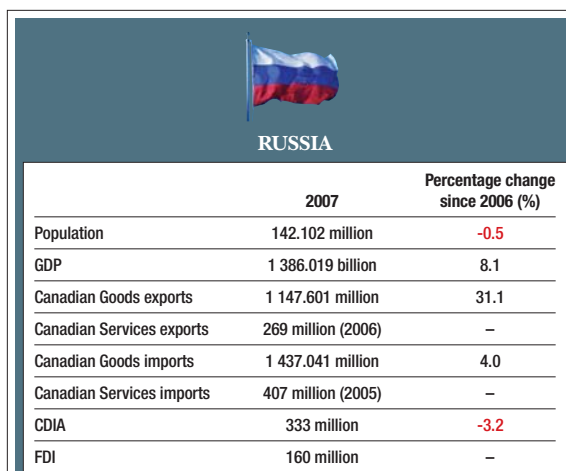 RUSSIA
2007 Percentage change since 2006 (%)
Population 142.102 million -0.5
GDP 1 386.019 billion 8.1
Canadian Goods exports 1 147.601 million 31.1
Canadian Services exports 269 million (2006) –
Canadian Goods imports 1 437.041 million 4.0
Canadian Services imports 407 million (2005) –
CDIA 333 million -3.2
FDI 160 million –